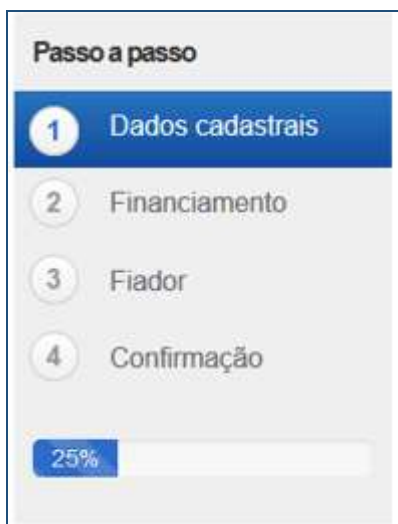 Passo a passo
1 Dados cadastrais
2 Financiamento
3 Fiador
4 Confirmação
25%